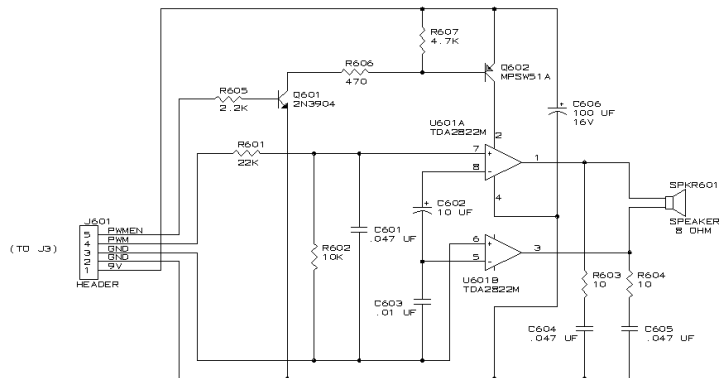 R607
4.7K
R606
470
Q602
MPSW51A
R605
2.2K
Q601
2N3904
C606
100 UF
16V
U601A
TDA2822M
2
R601
22K
7
+
8
-
1
4
SPKR601
SPEAKER
8 OHM
J601
5 PWMEN
4 PWM
3 GND
2 GND
1 9V
HEADER
(TO J3)
C602
10 UF
C601
.047 UF
R602
10K
6
+
5
-
3
U601B
TDA2822M
C603
.01 UF
R603
10
R604
10
C604
.047 UF
C605
.047 UF